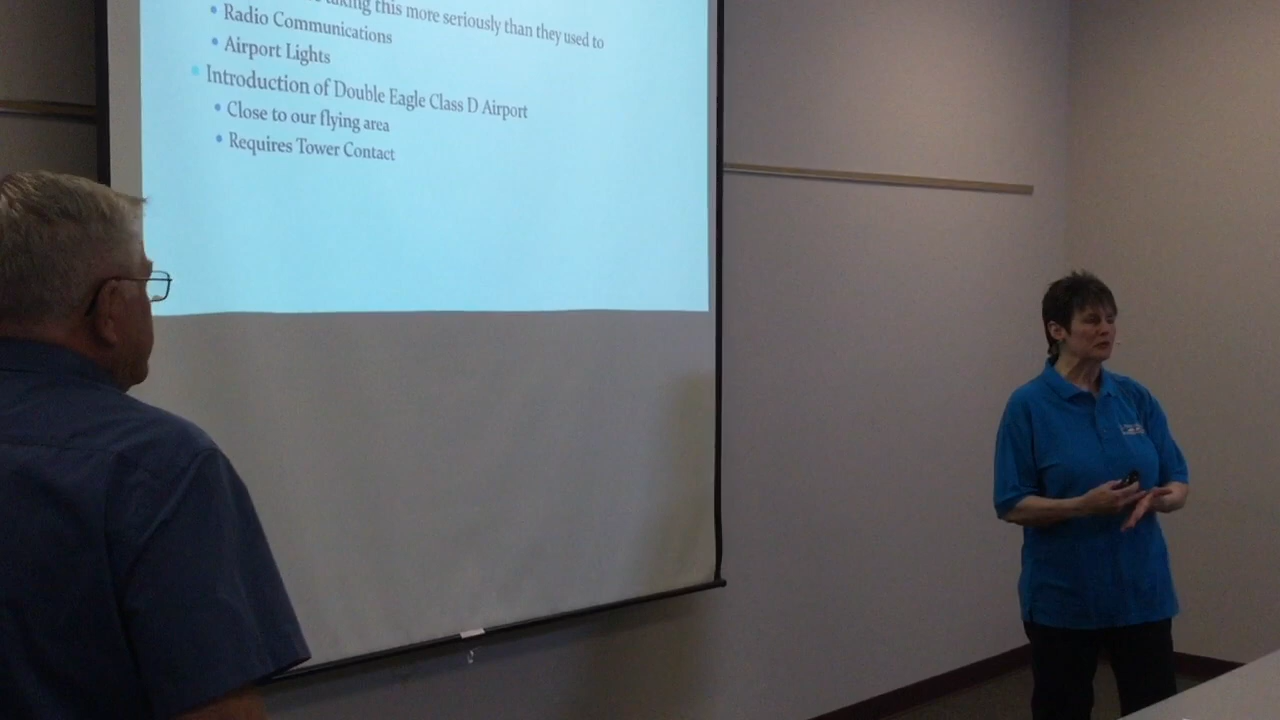 taking this more seriously than they used to
Radio Communications
Airport Lights
Introduction of Double Eagle Class D Airport
Close to our flying area
Requires Tower Contact